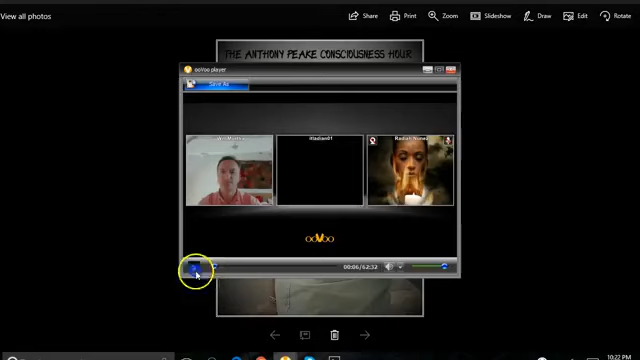 View all photos
Share
Print
Zoom
Slideshow
Draw
Edit
Rotate
THE ANTHONY PEAKE CONSCIOUSNESS HOUR
ooVoo player
Save As
ooVoo
00:06/62:32
10:22 PM